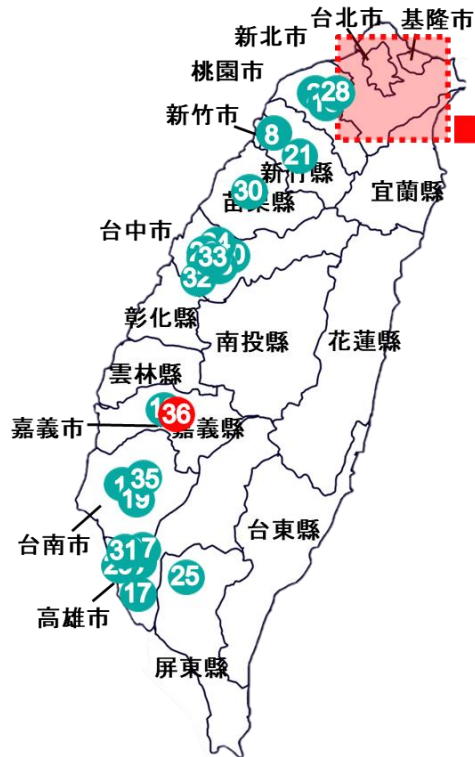 台北市
基隆市
新北市
桃園市
28
新竹市
8
21
新竹縣
30
苗栗縣
宜蘭縣
台中市
33
32
彰化縣
南投縣
花蓮縣
雲林縣
36
嘉義市
嘉義縣
35
19
台南市
台東縣
31
25
17
高雄市
屏東縣